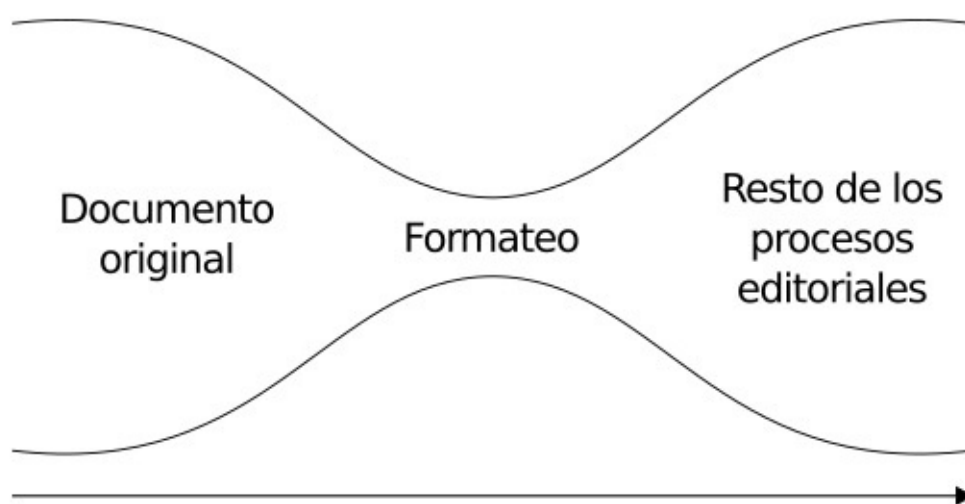 Documento
original
Formateo
Resto de los
procesos
editoriales